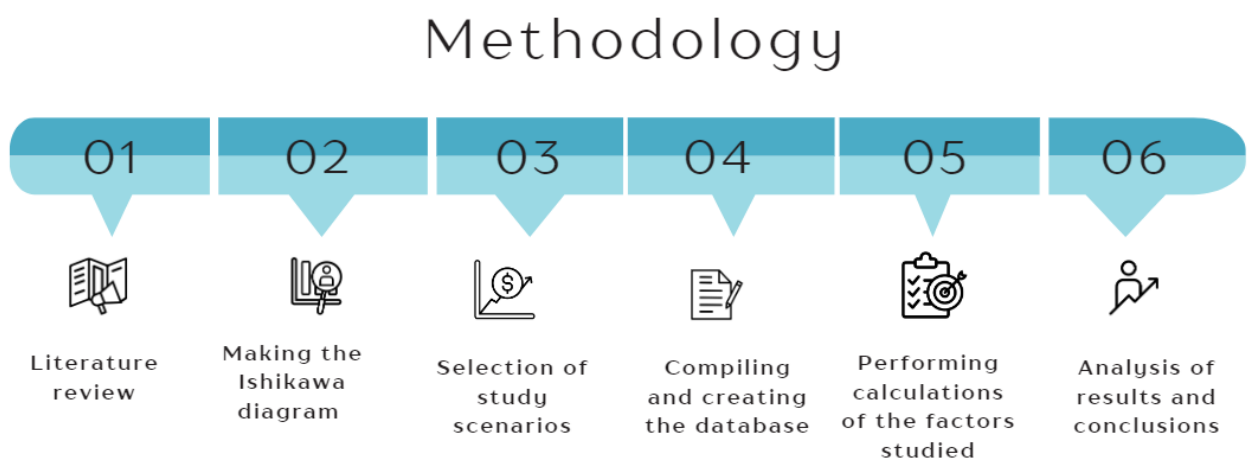 Methodology
01
02
03
04
05
06
$
Literature
review
Making the
Ishikawa
diagram
Selection of
study
scenarios
Compiling
and creating
the database
Performing
calculations
of the factors
studied
Analysis of
results and
conclusions